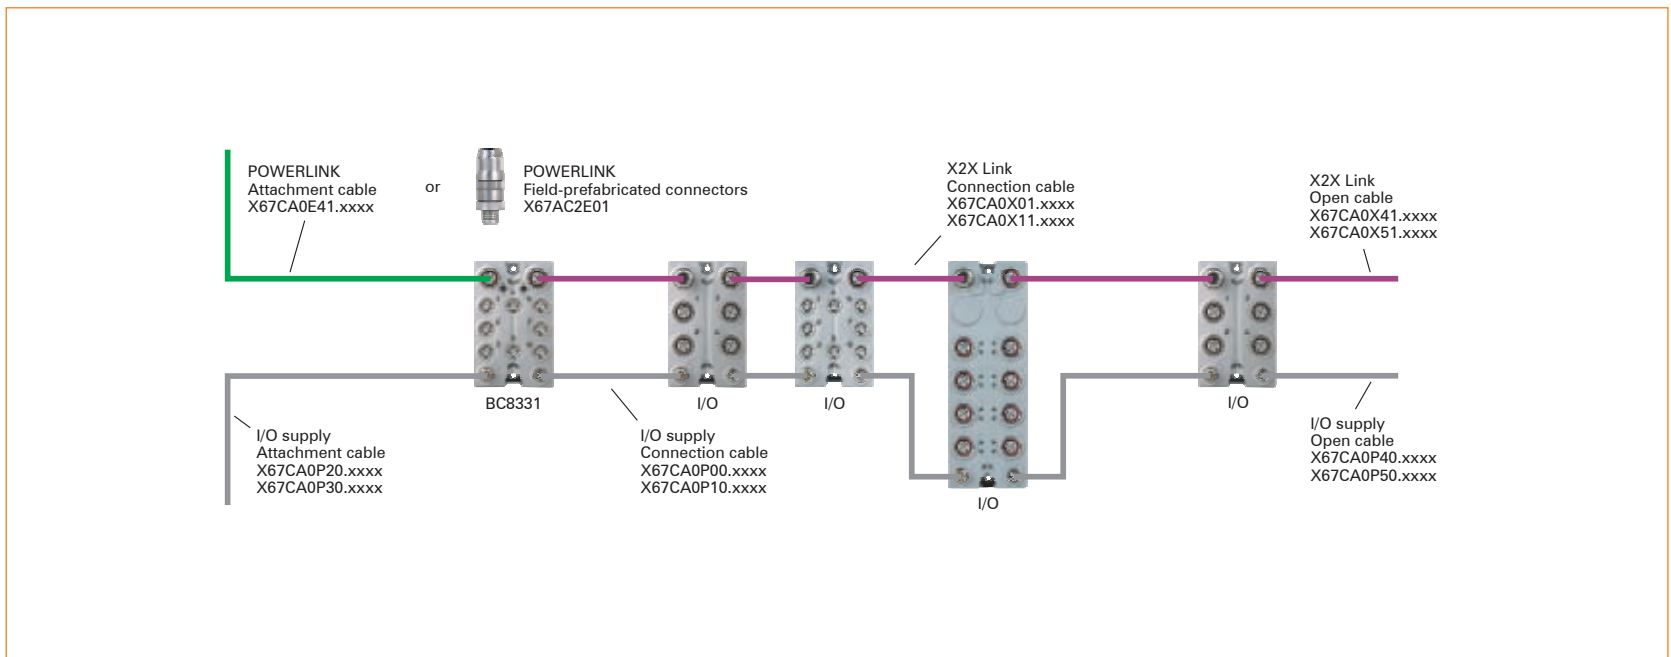 POWERLINK
Attachment cable
X67CA0E41.xxxx
or
POWERLINK
Field-prefabricated connectors
X67AC2E01
X2X Link
Connection cable
X67CA0X01.xxxx
X67CA0X11.xxxx
X2X Link
Open cable
X67CA0X41.xxxx
X67CA0X51.xxxx
BC8331
I/O
I/O
I/O
I/O
I/O supply
Attachment cable
X67CA0P20.xxxx
X67CA0P30.xxxx
I/O supply
Connection cable
X67CA0P00.xxxx
X67CA0P10.xxxx
I/O supply
Open cable
X67CA0P40.xxxx
X67CA0P50.xxxx